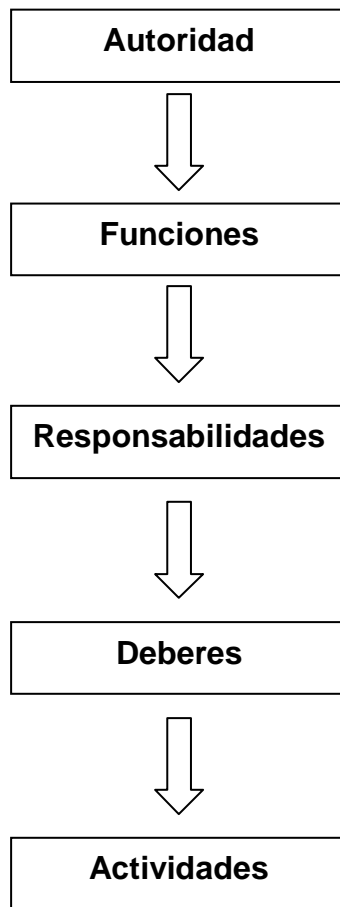 Autoridad
Funciones
Responsabilidades
Deberes
Actividades